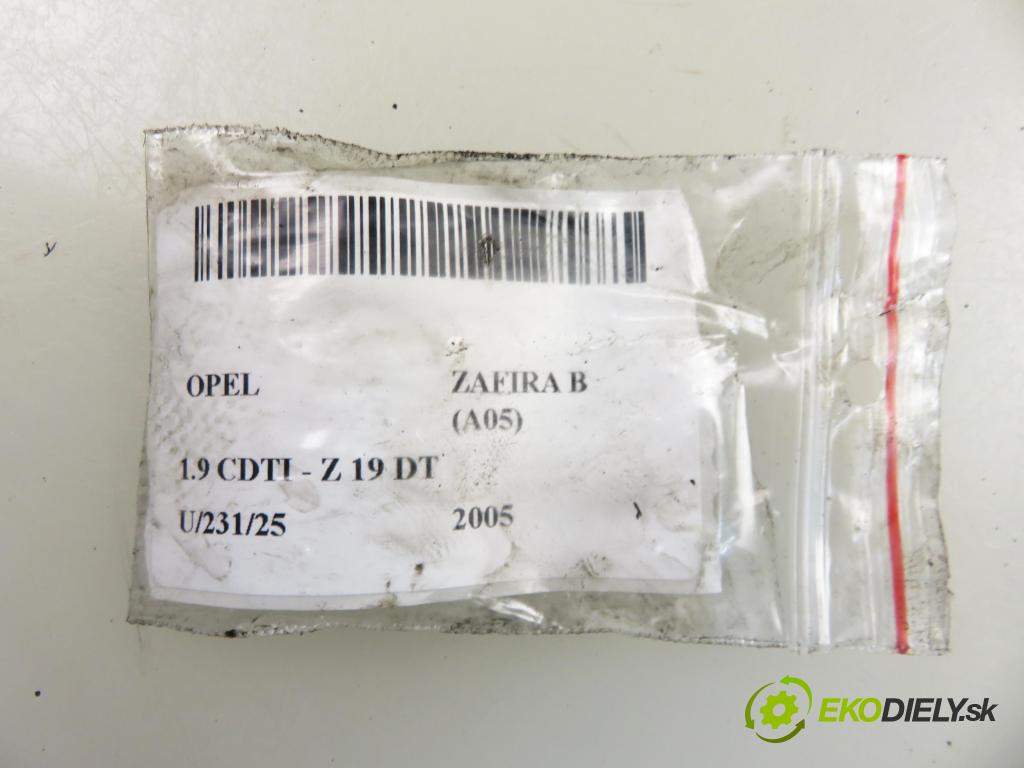 OPEL ZAFIRA B
(A05)
1.9 CDTI - Z 19 DT
U/231/25 2005
EKODIELY.sk